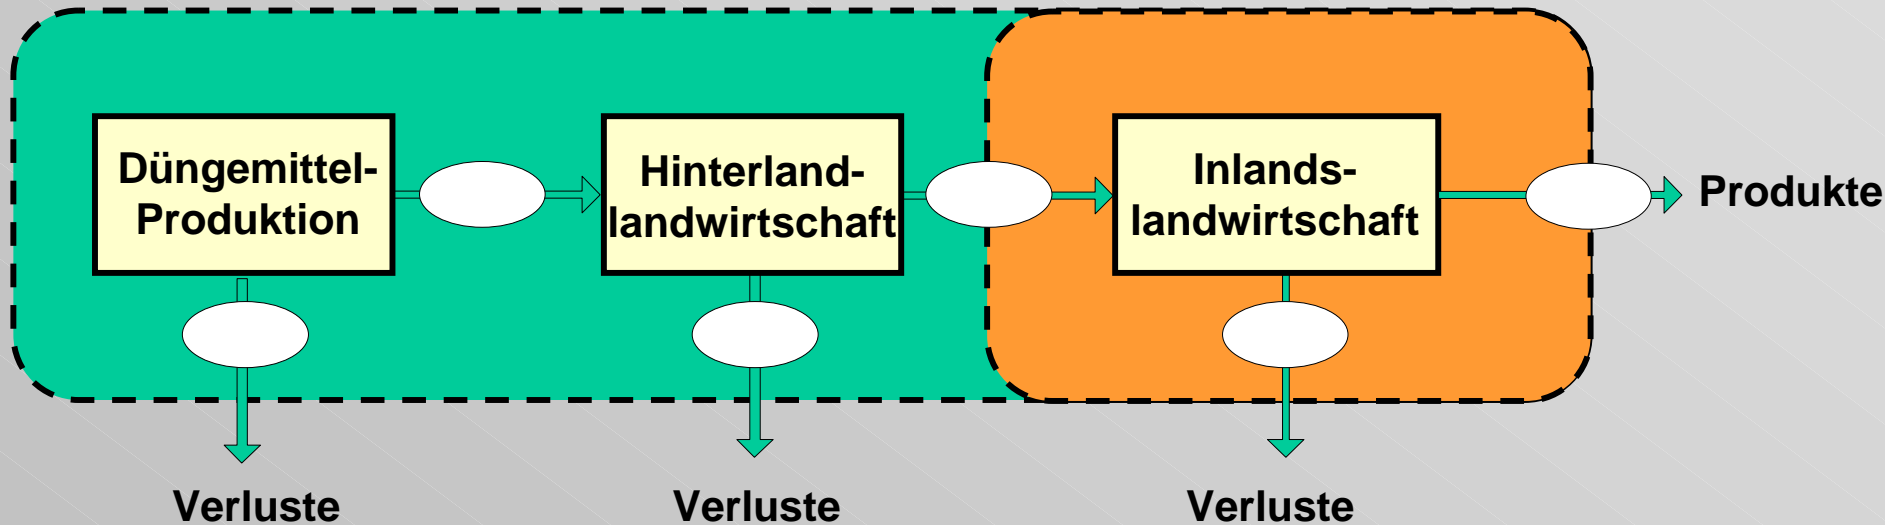 Düngemittel-
Produktion
Hinterland-
landwirtschaft
Inlands-
landwirtschaft
Produkte
Verluste
Verluste
Verluste